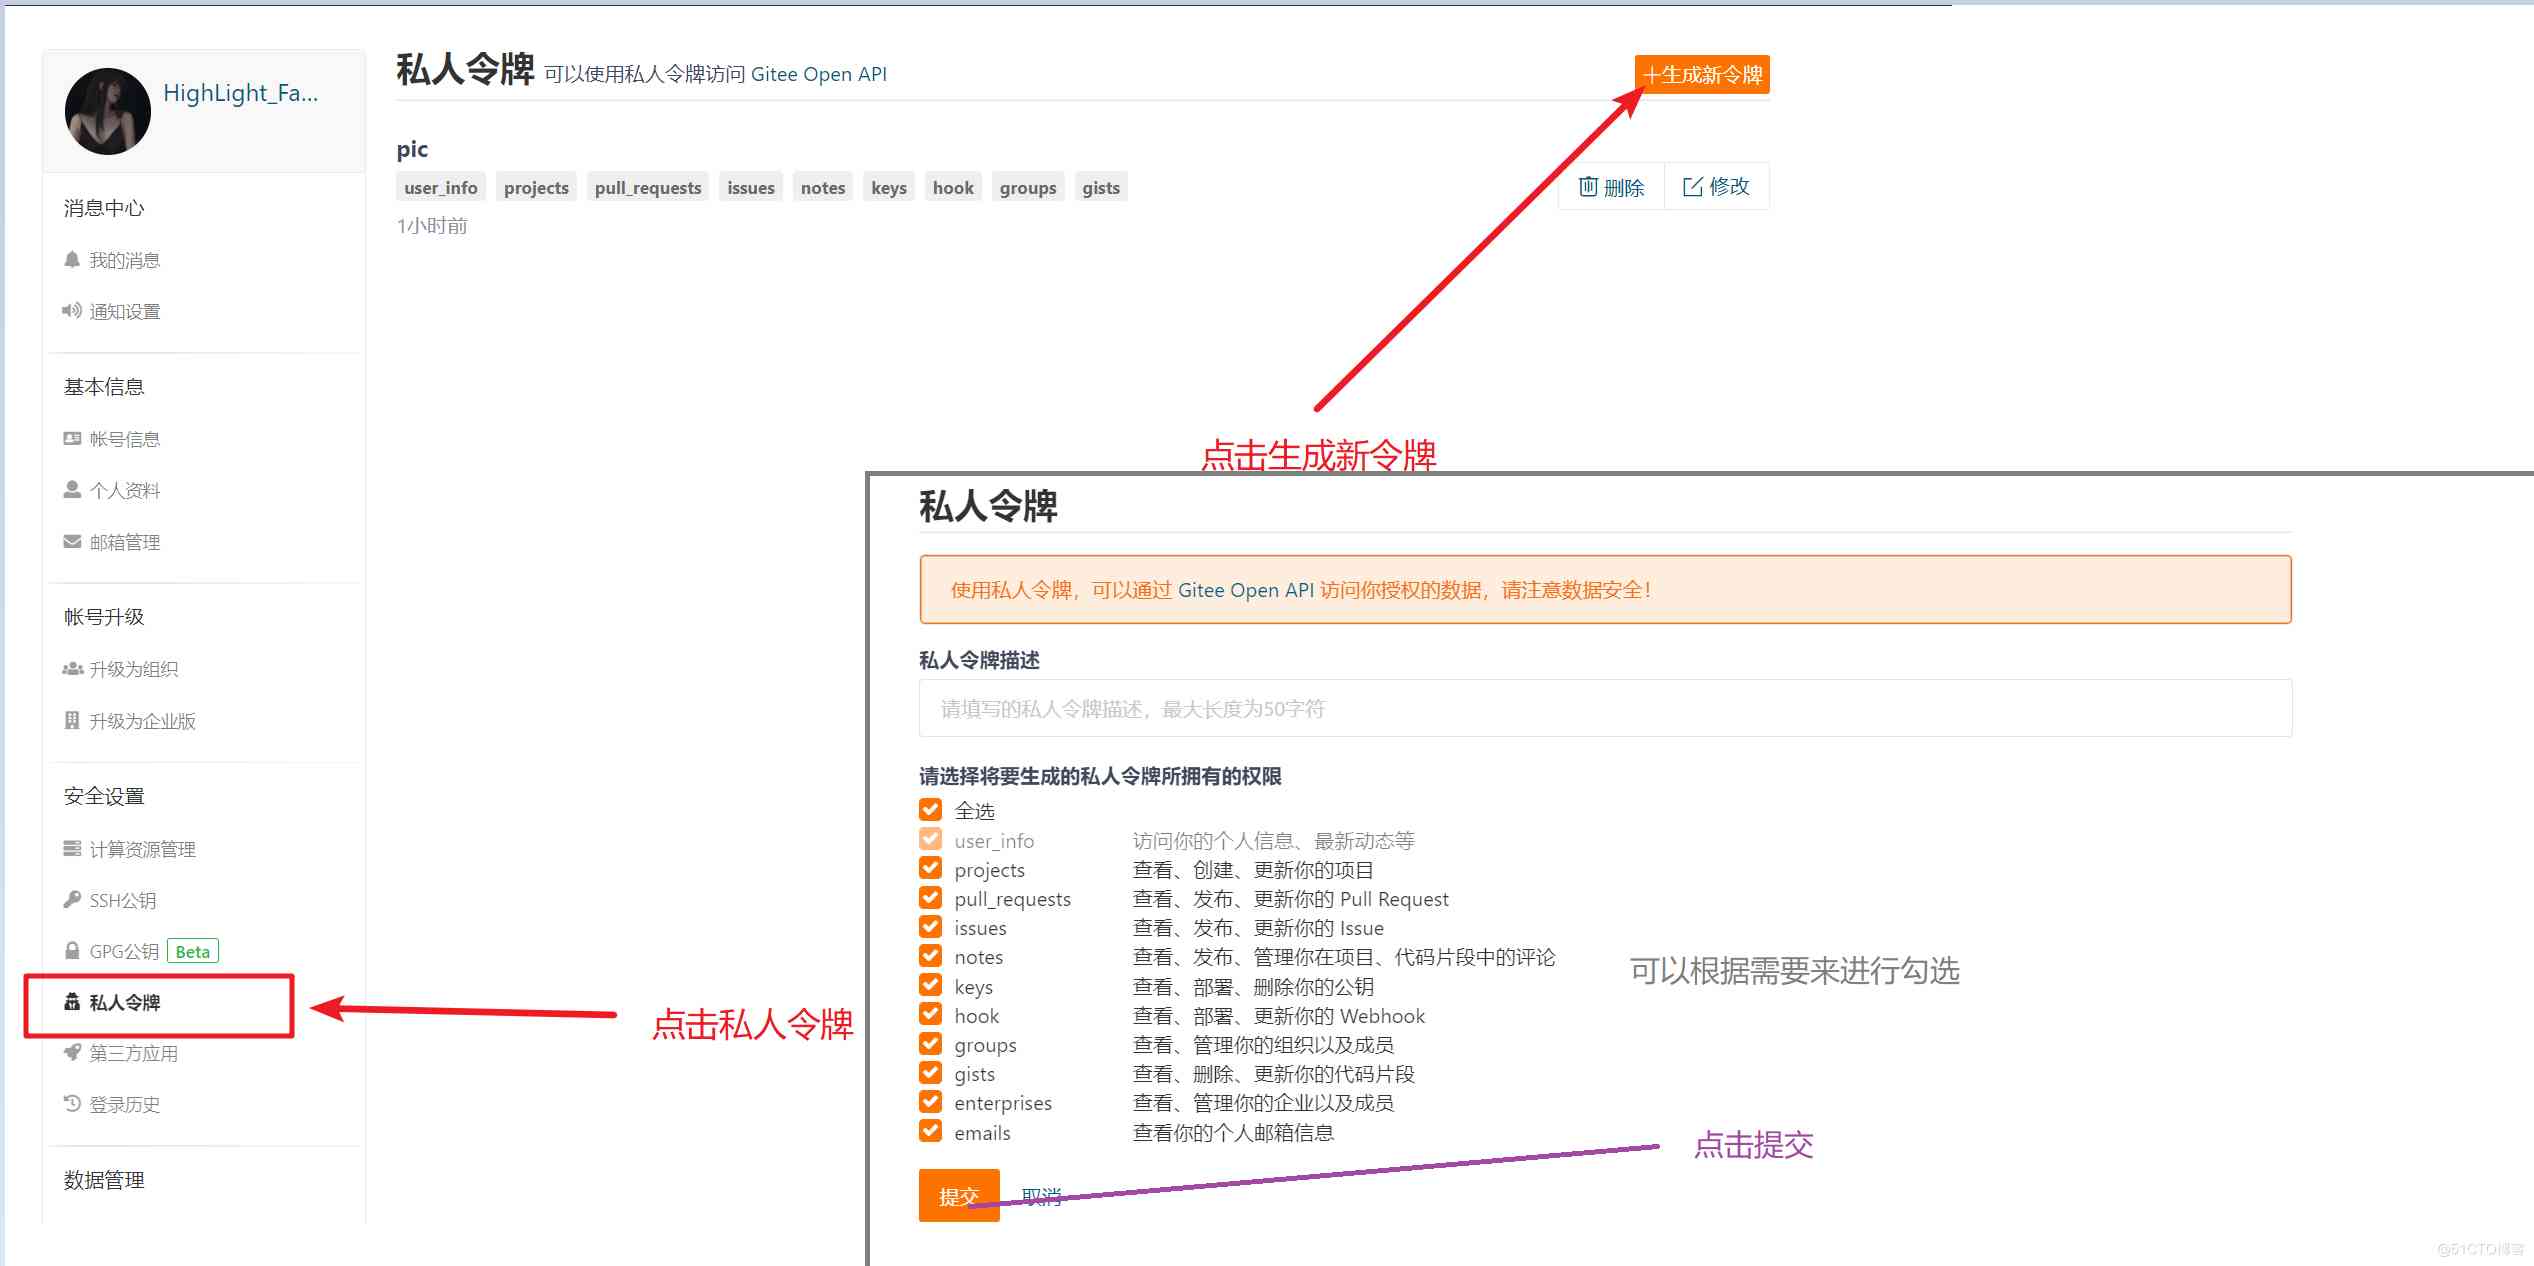 HighLight_Fa...
消息中心
我的消息
通知设置
基本信息
帐号信息
个人资料
邮箱管理
帐号升级
升级为组织
升级为企业版
安全设置
计算资源管理
SSH公钥
GPG公钥 Beta
私人令牌
第三方应用
登录历史
数据管理
私人令牌 可以使用私人令牌访问 Gitee Open API
+生成新令牌
pic
user_info projects pull_requests issues notes keys hook groups gists
删除 修改
1小时前
点击生成新令牌
点击私人令牌
私人令牌
使用私人令牌，可以通过 Gitee Open API 访问你授权的数据，请注意数据安全！
私人令牌描述
请填写的私人令牌描述，最大长度为50字符
请选择将要生成的私人令牌所拥有的权限
全选
user_info 访问你的个人信息、最新动态等
projects 查看、创建、更新你的项目
pull_requests 查看、发布、更新你的 Pull Request
issues 查看、发布、更新你的 Issue
notes 查看、发布、管理你在项目、代码片段中的评论
可以根据需要来进行勾选
keys 查看、部署、删除你的公钥
hook 查看、部署、更新你的 Webhook
groups 查看、管理你的组织以及成员
gists 查看、删除、更新你的代码片段
enterprises 查看、管理你的企业以及成员
emails 查看你的个人邮箱信息
点击提交
提交 取消
@51CTO博客